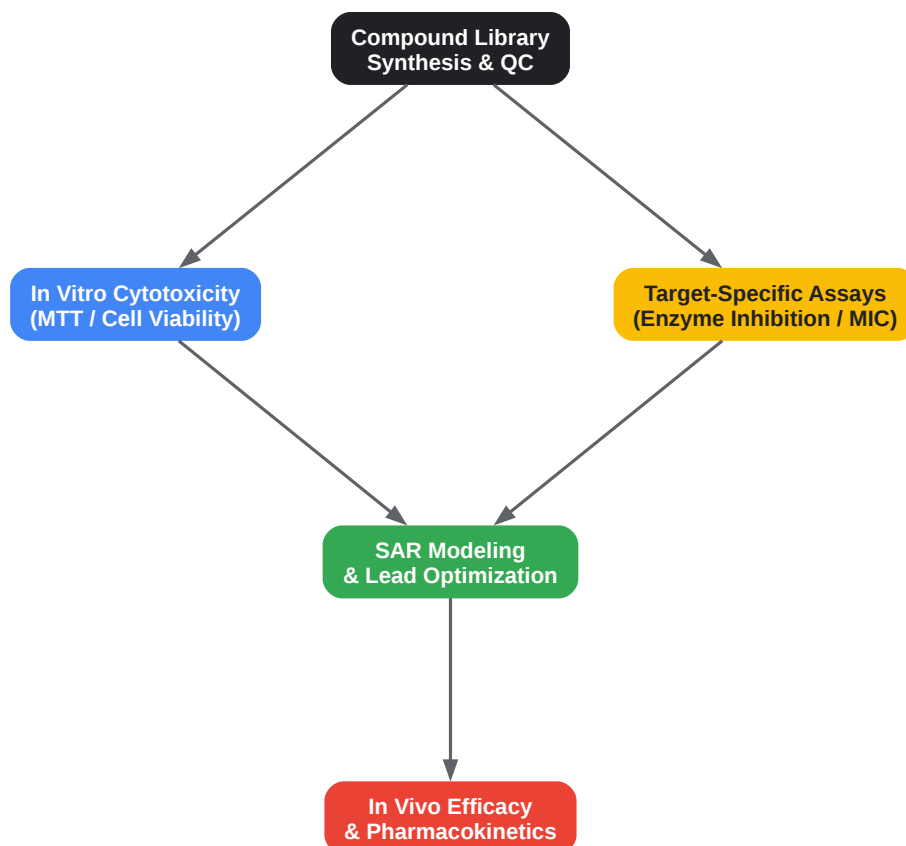 Compound Library
Synthesis & QC
In Vitro Cytotoxicity
(MTT / Cell Viability)
Target-Specific Assays
(Enzyme Inhibition / MIC)
SAR Modeling
& Lead Optimization
In Vivo Efficacy
& Pharmacokinetics